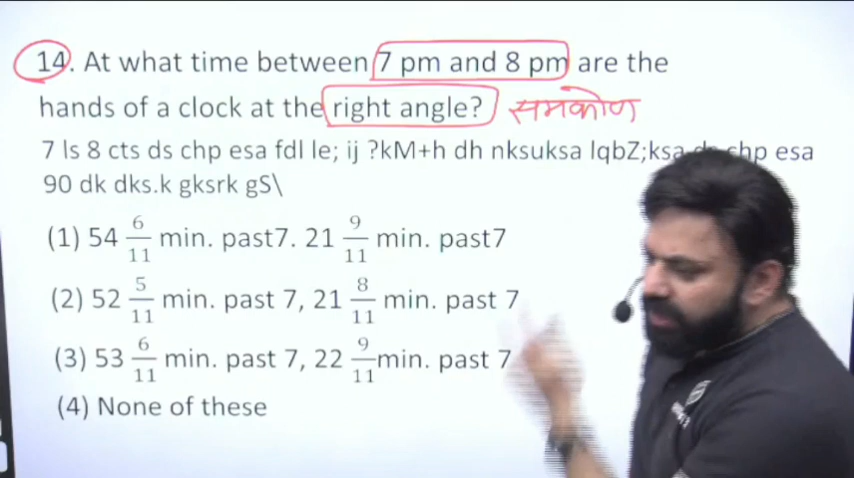 14. At what time between 7 pm and 8 pm are the
hands of a clock at the right angle? समकोण
7 ls 8 cts ds chp esa fdl le; ij ?kM+h dh nksuksa lqbZ;ksa chp esa
90 dk dks.k gksrk gS\
(1) 54 6/11 min. past7. 21 9/11 min. past7
(2) 52 5/11 min. past 7, 21 8/11 min. past 7
(3) 53 6/11 min. past 7, 22 9/11 min. past 7
(4) None of these